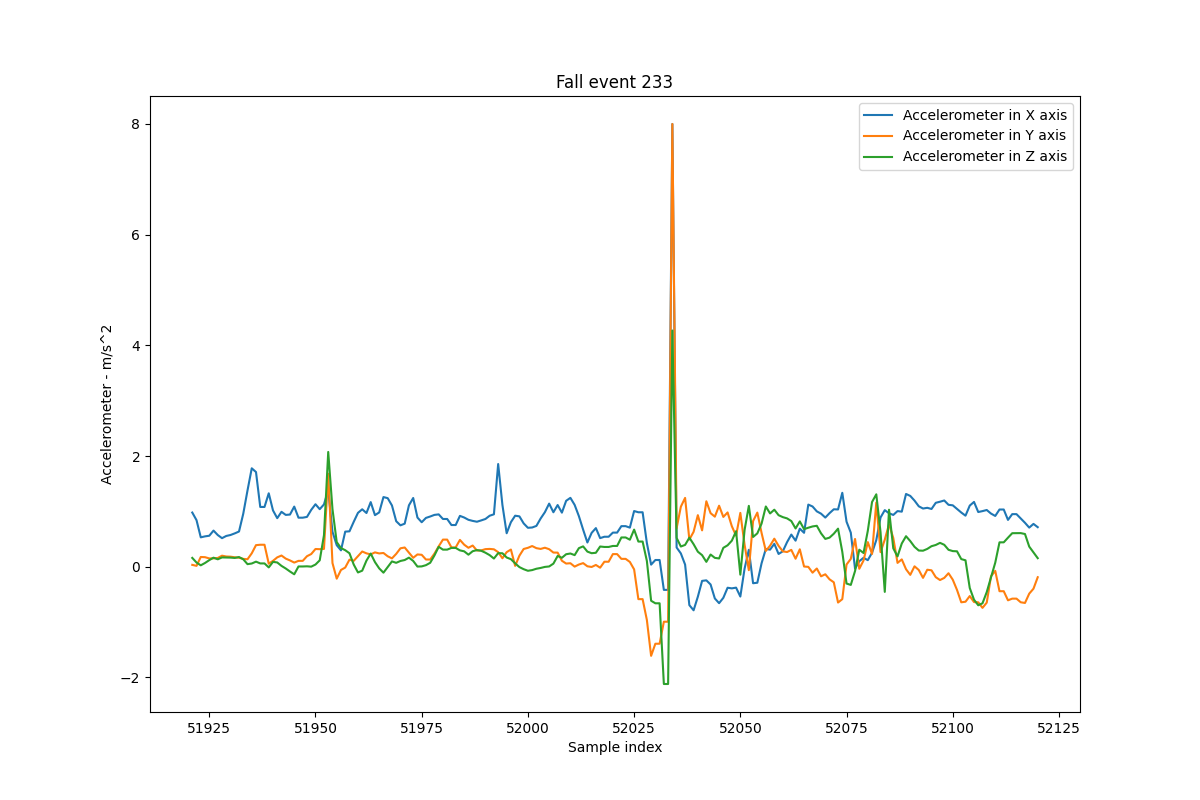 Fall event 233
Accelerometer in X axis
Accelerometer in Y axis
Accelerometer in Z axis
Accelerometer - m/s^2
8
6
4
2
0
−2
51925 51950 51975 52000 52025 52050 52075 52100 52125
Sample index